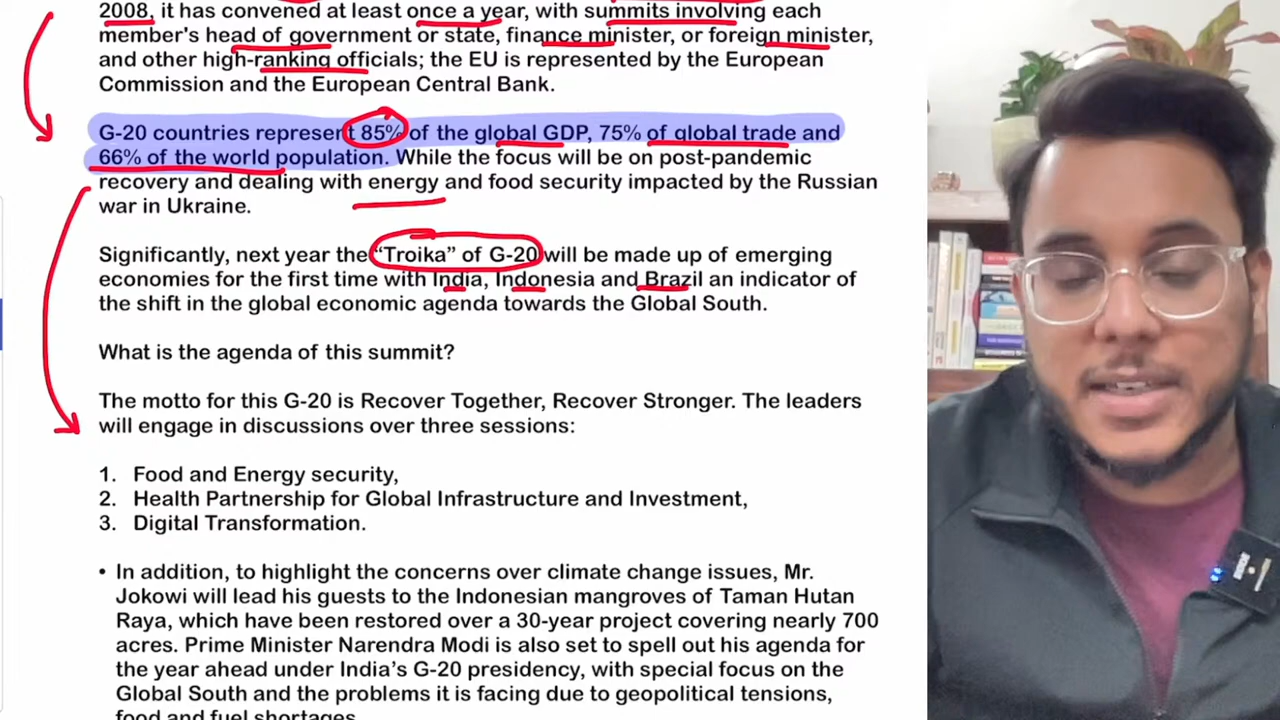 2008, it has convened at least once a year, with summits involving each
member's head of government or state, finance minister, or foreign minister,
and other high-ranking officials; the EU is represented by the European
Commission and the European Central Bank.
G-20 countries represent 85% of the global GDP, 75% of global trade and
66% of the world population. While the focus will be on post-pandemic
recovery and dealing with energy and food security impacted by the Russian
war in Ukraine.
Significantly, next year the “Troika” of G-20 will be made up of emerging
economies for the first time with India, Indonesia and Brazil an indicator of
the shift in the global economic agenda towards the Global South.
What is the agenda of this summit?
The motto for this G-20 is Recover Together, Recover Stronger. The leaders
will engage in discussions over three sessions:
1. Food and Energy security,
2. Health Partnership for Global Infrastructure and Investment,
3. Digital Transformation.
• In addition, to highlight the concerns over climate change issues, Mr.
Jokowi will lead his guests to the Indonesian mangroves of Taman Hutan
Raya, which have been restored over a 30-year project covering nearly 700
acres. Prime Minister Narendra Modi is also set to spell out his agenda for
the year ahead under India’s G-20 presidency, with special focus on the
Global South and the problems it is facing due to geopolitical tensions,
food and fuel shortages